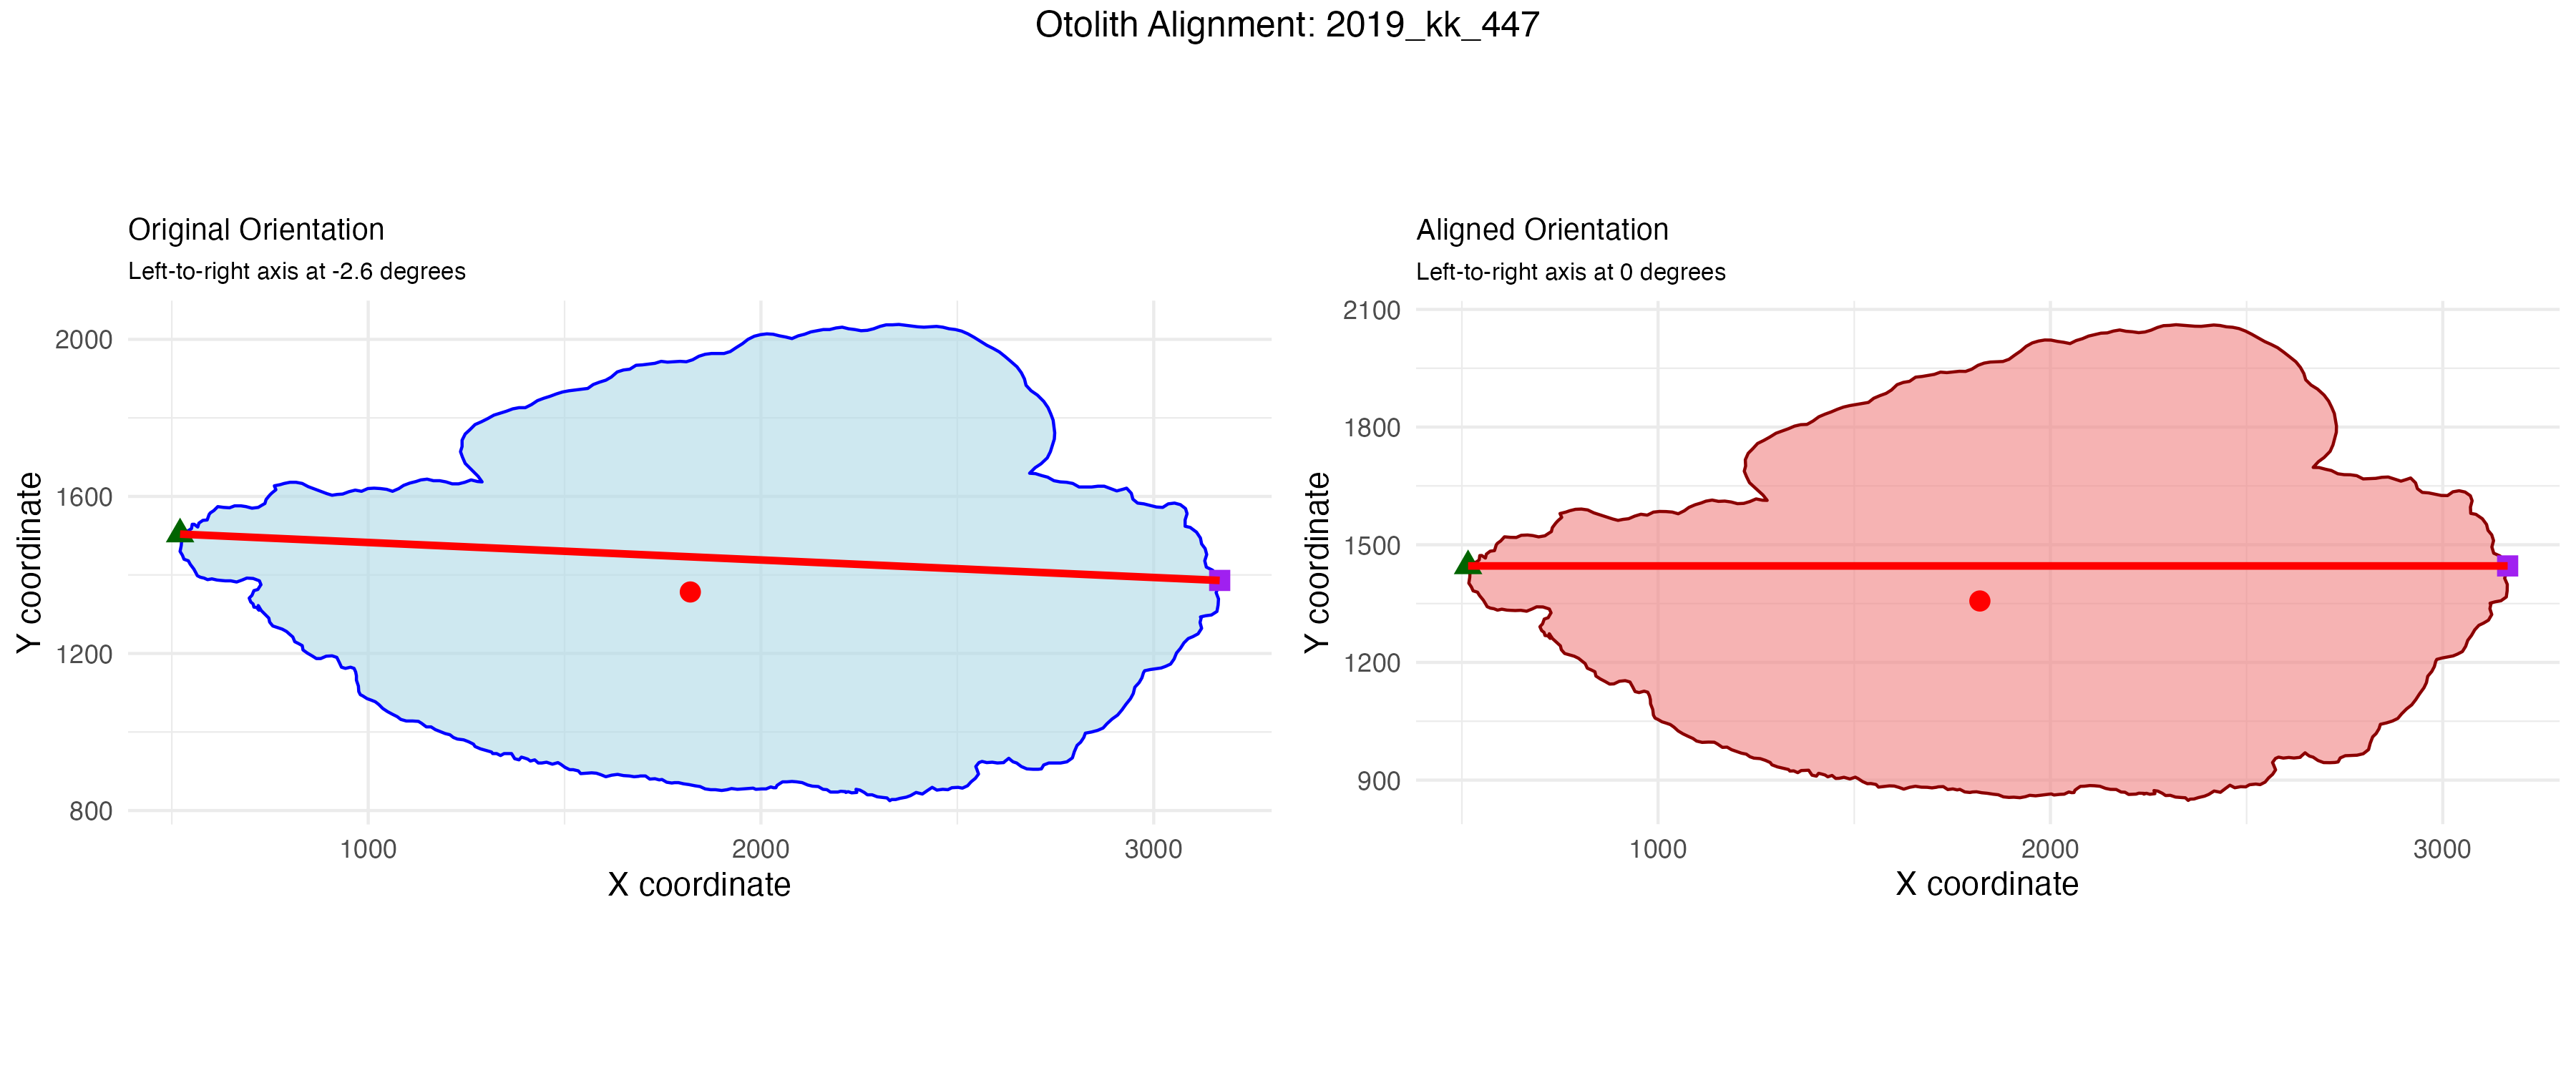 Otolith Alignment: 2019_kk_447
Original Orientation
Left-to-right axis at -2.6 degrees
2000
1600
1200
800
Y coordinate
1000 2000 3000
X coordinate
Aligned Orientation
Left-to-right axis at 0 degrees
2100
1800
1500
1200
900
Y coordinate
1000 2000 3000
X coordinate